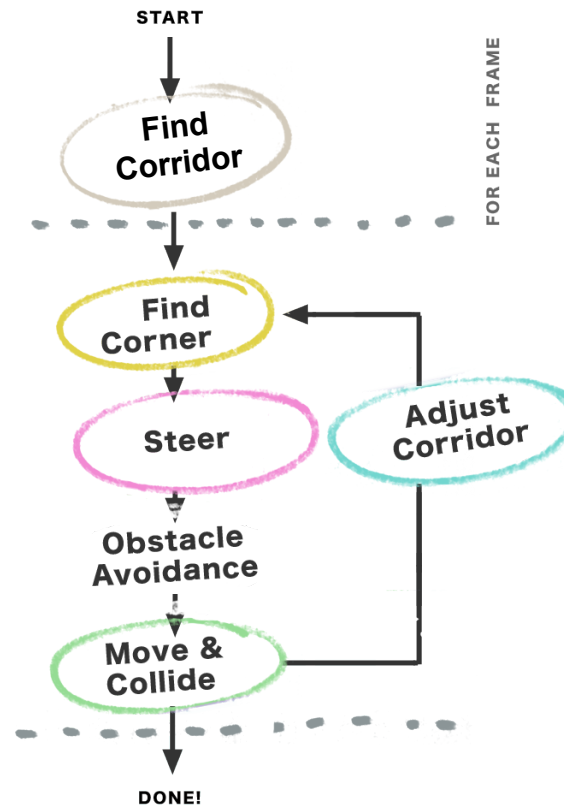 START
FOR EACH FRAME
Find
Corridor
Find
Corner
Steer
Adjust
Corridor
Obstacle
Avoidance
Move &
Collide
DONE!